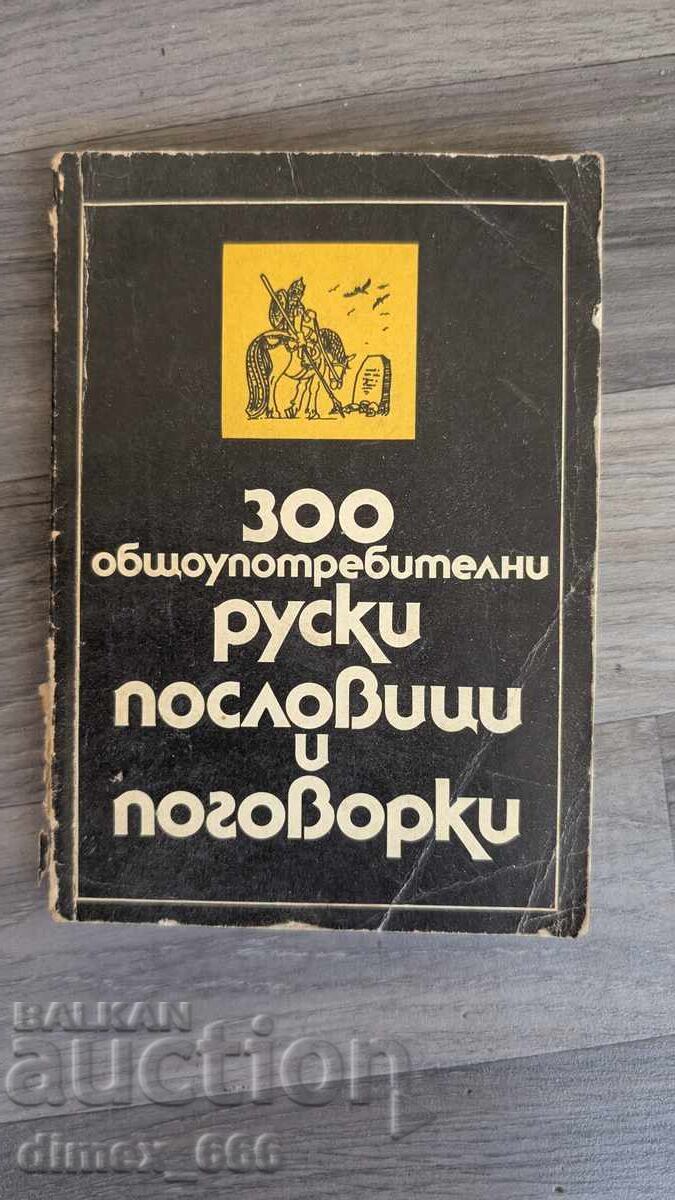 300
общоупотребителни
руски
пословици
и
поговорки
BALKAN
auction
dimex_666